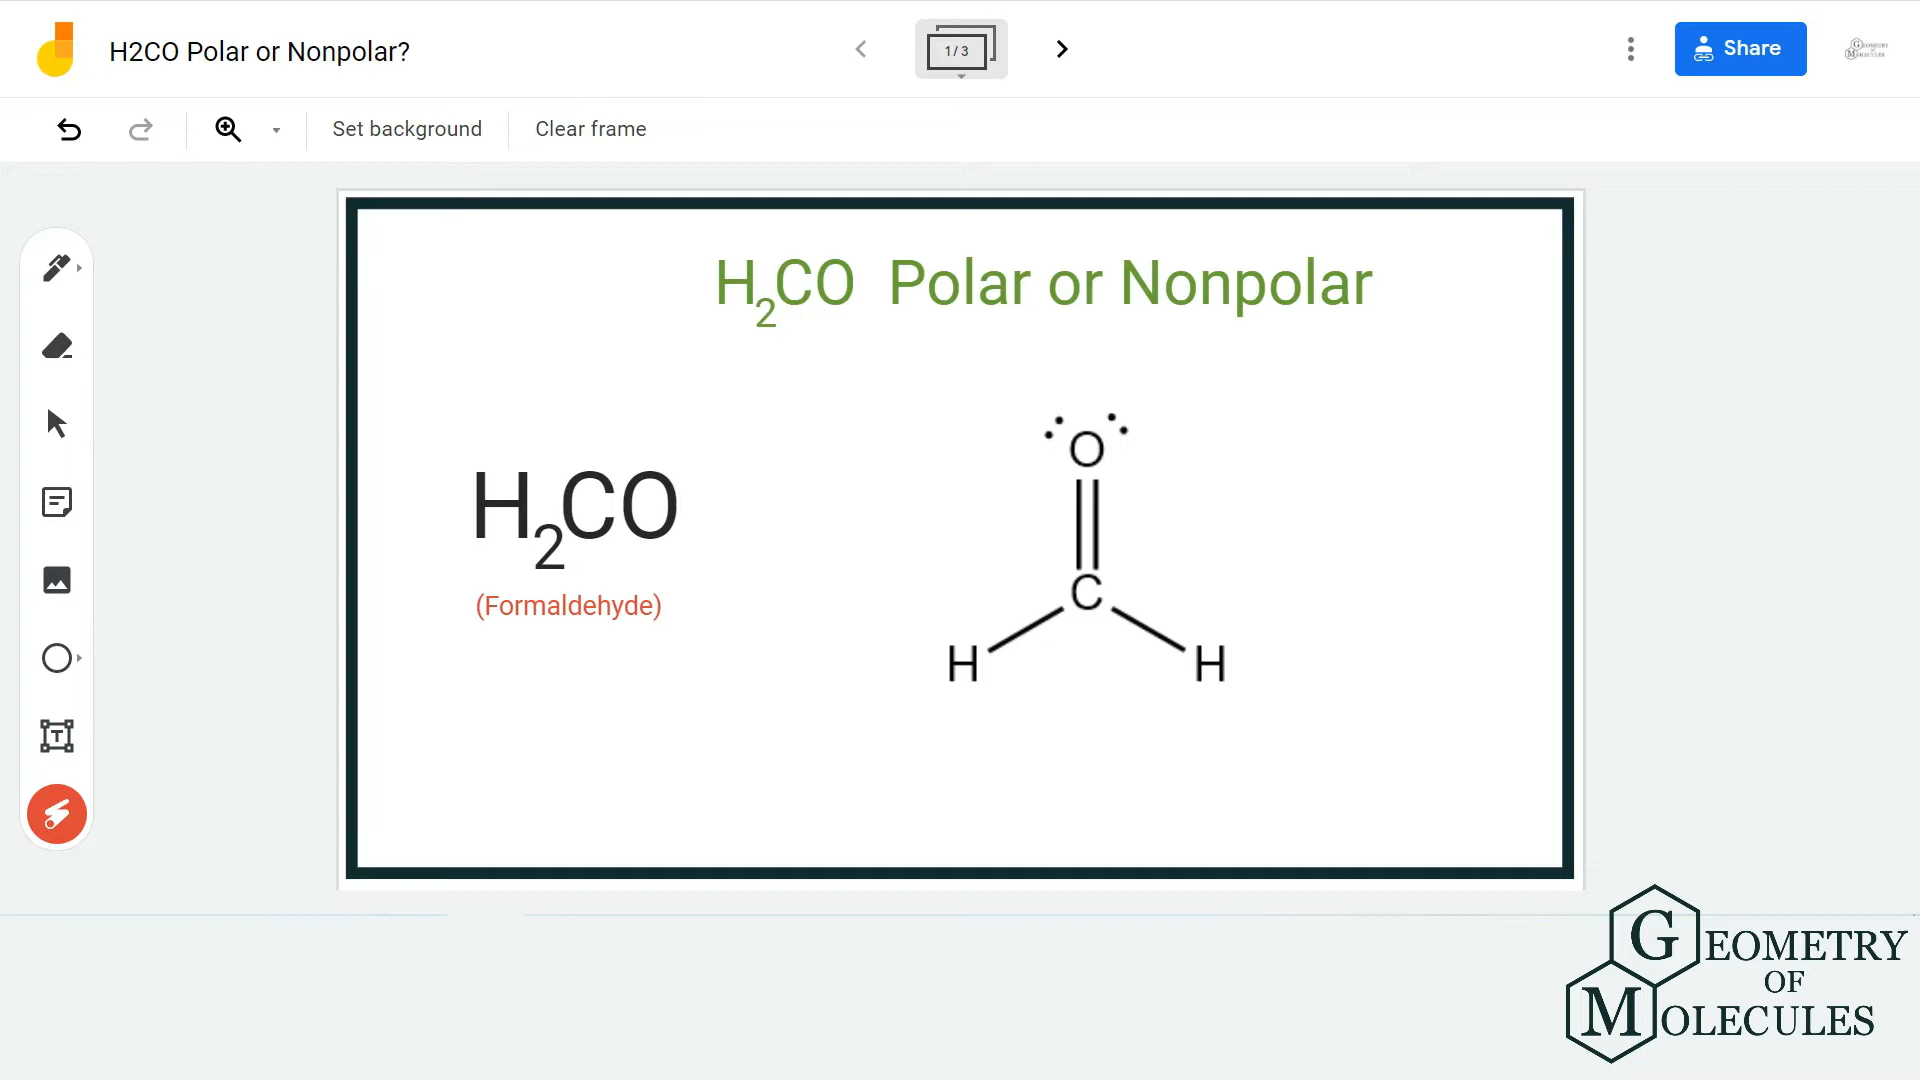 H2CO Polar or Nonpolar?
1 / 3
Share
Set background
Clear frame
H₂CO Polar or Nonpolar
O
H₂CO
C
(Formaldehyde)
H H
T
GEOMETRY
OF
MOLECULES